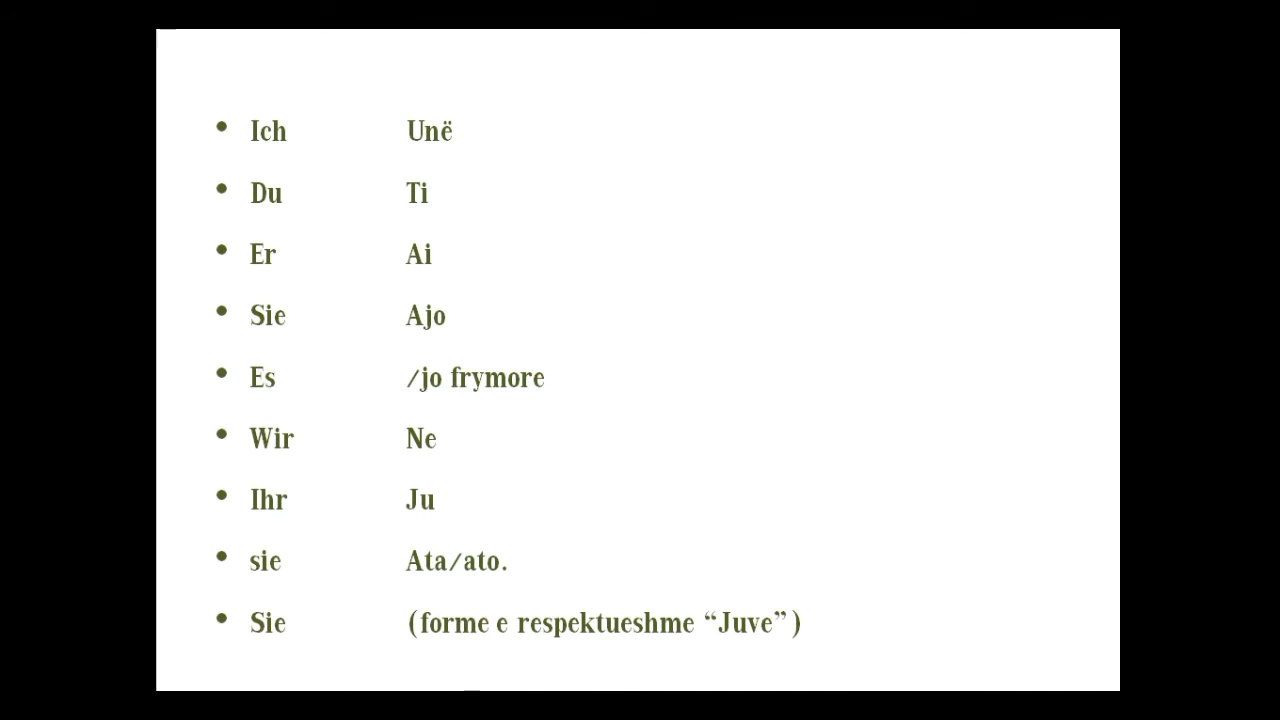 • Ich Unë
• Du Ti
• Er Ai
• Sie Ajo
• Es /jo frymore
• Wir Ne
• Ihr Ju
• sie Ata/ato.
• Sie (forme e respektueshme “Juve”)